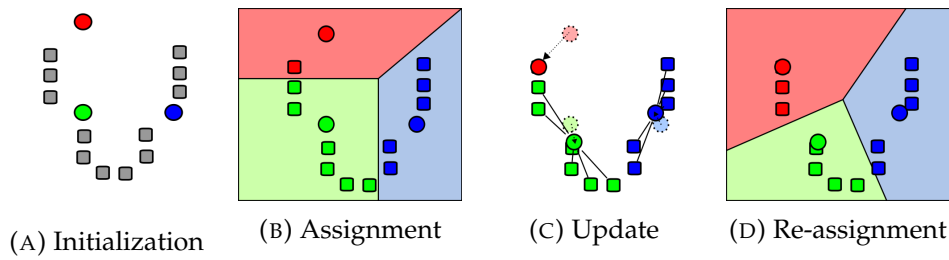 (A) Initialization
(B) Assignment
(C) Update
(D) Re-assignment